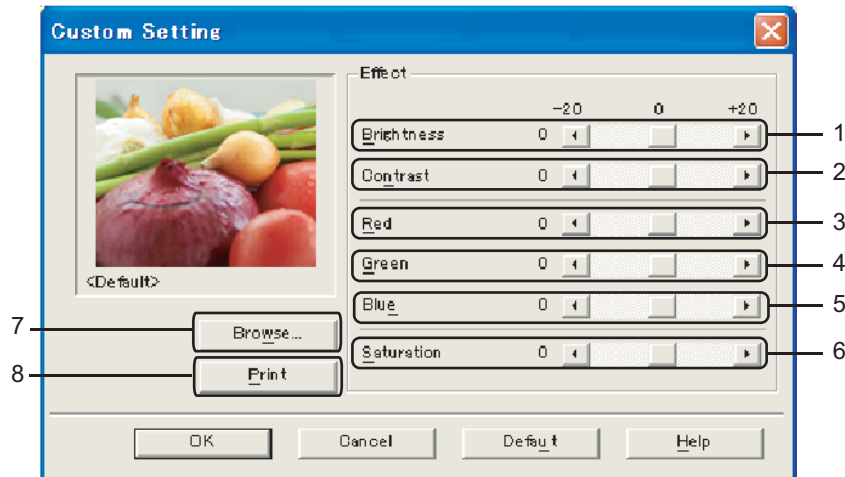 Custom Setting
Effect
-20 0 +20
Brightness 0 1
Contrast 0 2
Red 0 3
Green 0 4
Blue 0 5
Saturation 0 6
<Default>
7 Browse...
8 Print
OK Cancel Defau t Help